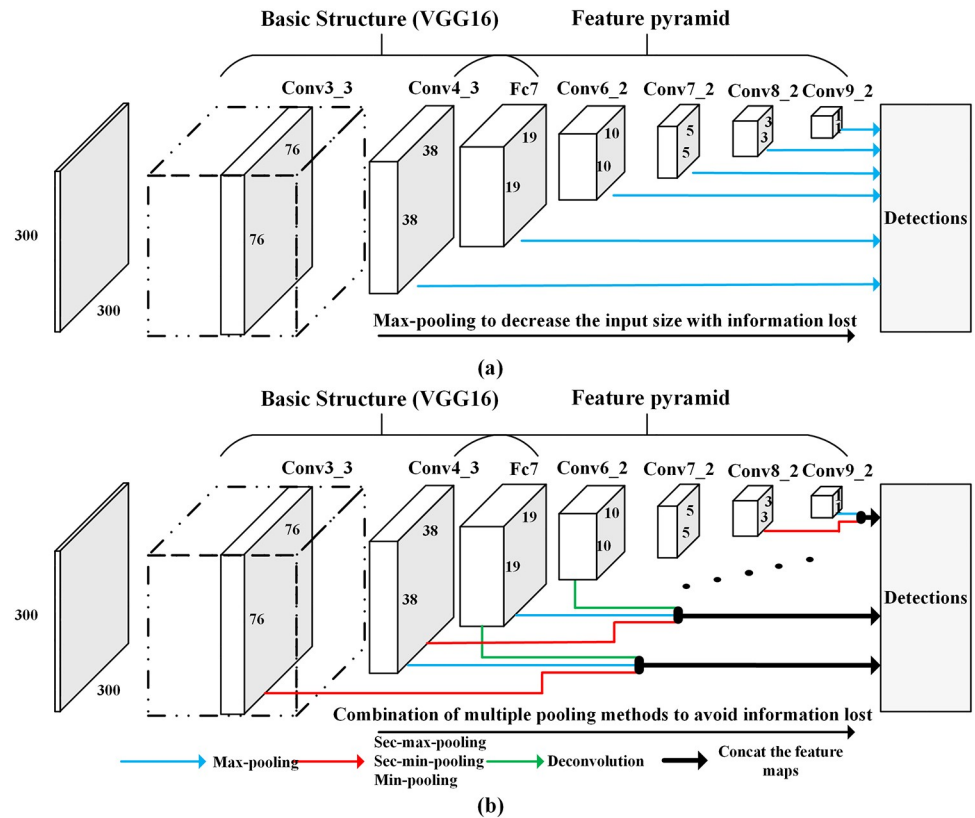 Basic Structure (VGG16) Feature pyramid
Conv3_3 Conv4_3 Fc7 Conv6_2 Conv7_2 Conv8_2 Conv9_2
76 38 19 10 5 3 1
76 38 19 10 5 3 1
300
300
Detections
Max-pooling to decrease the input size with information lost
(a)
Basic Structure (VGG16) Feature pyramid
Conv3_3 Conv4_3 Fc7 Conv6_2 Conv7_2 Conv8_2 Conv9_2
76 38 19 10 5 3 1
76 38 19 10 5 3 1
300
300
Detections
Combination of multiple pooling methods to avoid information lost
Max-pooling
Sec-max-pooling
Sec-min-pooling
Min-pooling
Deconvolution
Concat the feature
maps
(b)